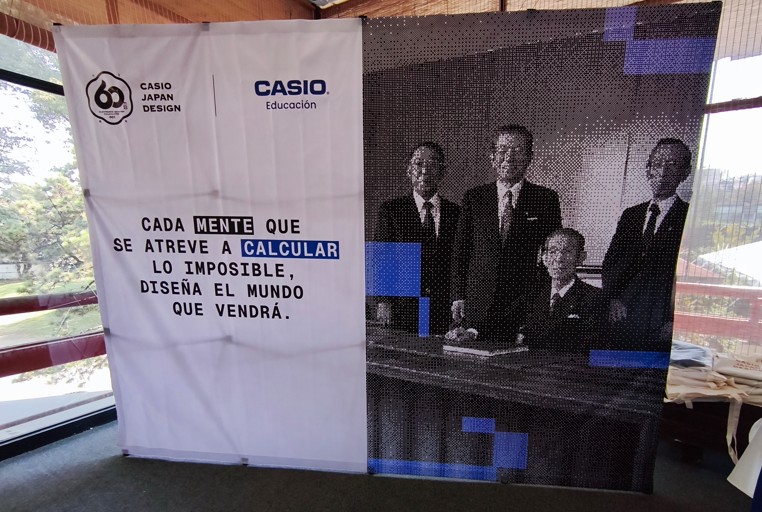 60
CASIO
JAPAN
DESIGN
CASIO
Educación
CADA MENTE QUE
SE ATREVE A CALCULAR
LO IMPOSIBLE,
DISEÑA EL MUNDO
QUE VENDRÁ.